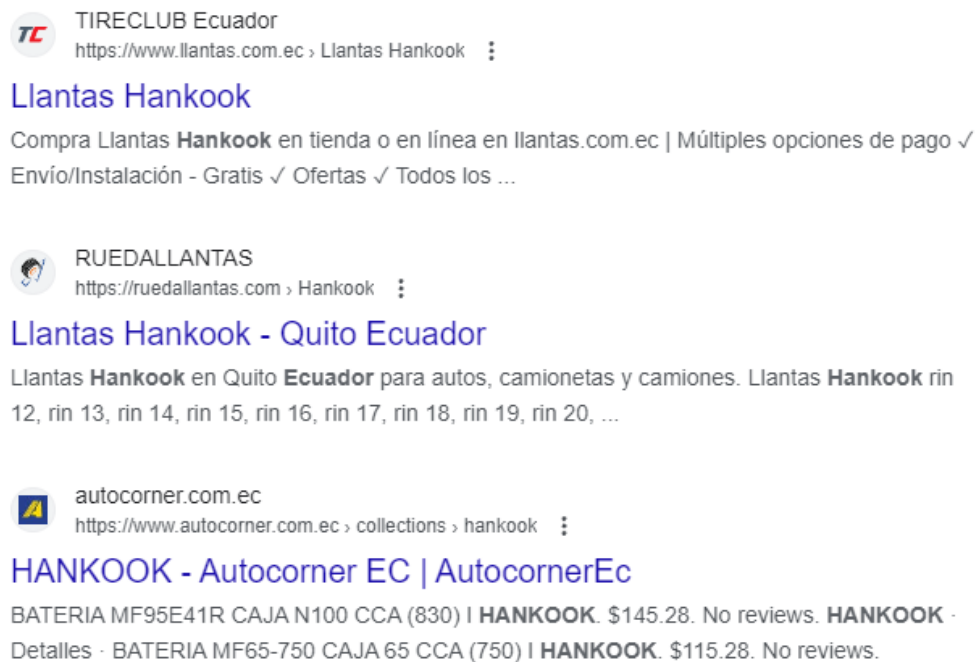 TIRECLUB Ecuador
https://www.llantas.com.ec › Llantas Hankook
Llantas Hankook
Compra Llantas Hankook en tienda o en línea en llantas.com.ec | Múltiples opciones de pago ✓
Envío/Instalación - Gratis ✓ Ofertas ✓ Todos los ...
RUEDALLANTAS
https://ruedallantas.com › Hankook
Llantas Hankook - Quito Ecuador
Llantas Hankook en Quito Ecuador para autos, camionetas y camiones. Llantas Hankook rin
12, rin 13, rin 14, rin 15, rin 16, rin 17, rin 18, rin 19, rin 20, ...
autocorner.com.ec
https://www.autocorner.com.ec › collections › hankook
HANKOOK - Autocorner EC | AutocornerEc
BATERIA MF95E41R CAJA N100 CCA (830) I HANKOOK. $145.28. No reviews. HANKOOK ·
Detalles · BATERIA MF65-750 CAJA 65 CCA (750) I HANKOOK. $115.28. No reviews.